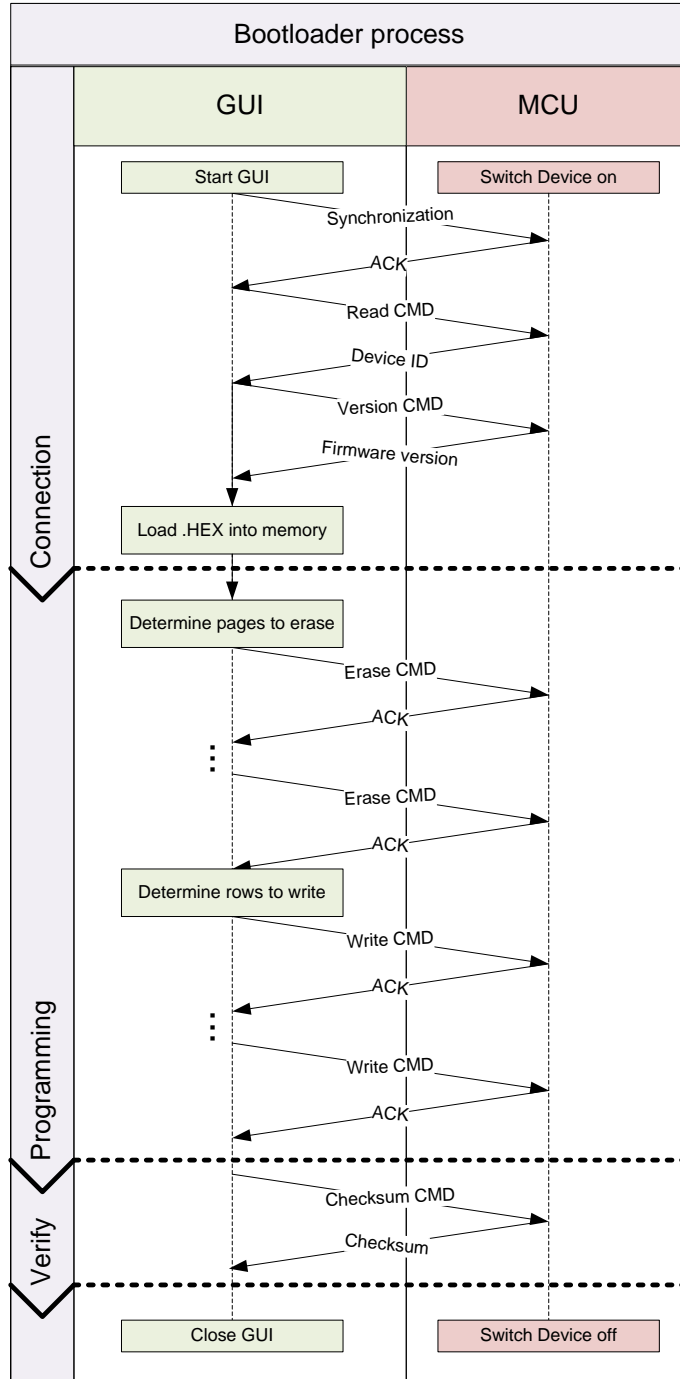 Bootloader process
GUI
MCU
Start GUI
Switch Device on
Synchronization
ACK
Read CMD
Device ID
Version CMD
Firmware version
Load .HEX into memory
Connection
Determine pages to erase
Erase CMD
ACK
...
Erase CMD
ACK
Determine rows to write
Write CMD
ACK
...
Write CMD
ACK
Programming
Checksum CMD
Checksum
Verify
Close GUI
Switch Device off